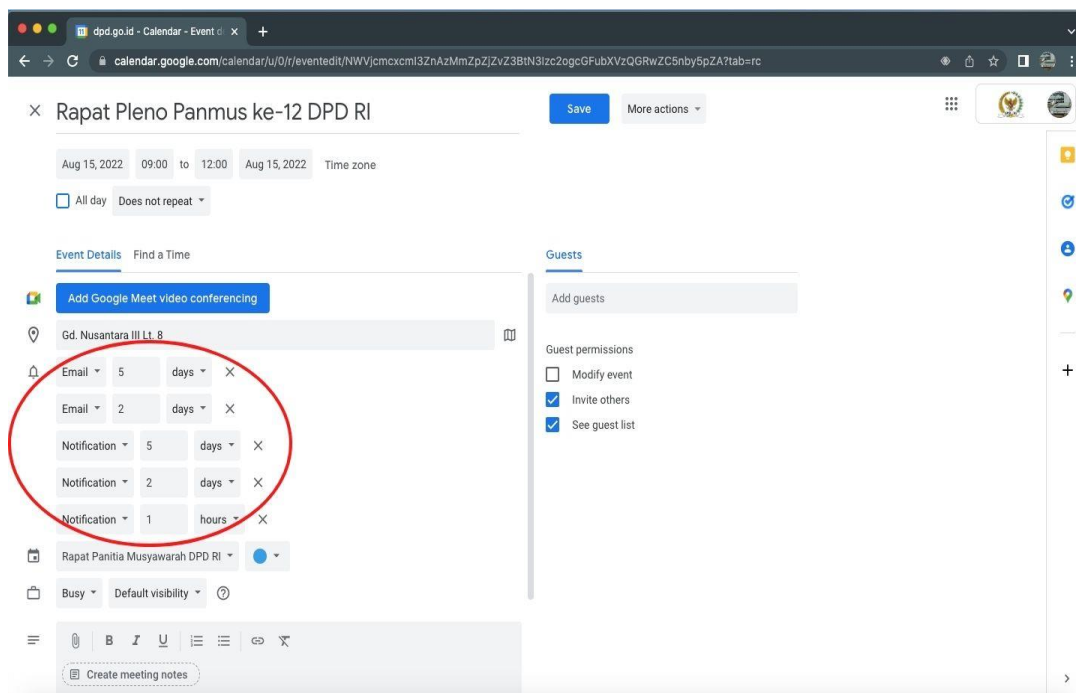 dpd.go.id - Calendar - Event d
calendar.google.com/calendar/u/0/r/eventedit/NWVjcmcxcmI3ZnAzMmZpZjZvZ3BtN3Izc2ogcGFubXVzQGRwZC5nby5pZA?tab=rc
Rapat Pleno Panmus ke-12 DPD RI
Save
More actions
Aug 15, 2022 09:00 to 12:00 Aug 15, 2022 Time zone
All day Does not repeat
Event Details Find a Time
Guests
Add Google Meet video conferencing
Add guests
Gd. Nusantara III Lt. 8
Guest permissions
Email 5 days
Modify event
Email 2 days
Invite others
Notification 5 days
See guest list
Notification 2 days
Notification 1 hours
Rapat Panitia Musyawarah DPD RI
Busy Default visibility
B I U
Create meeting notes